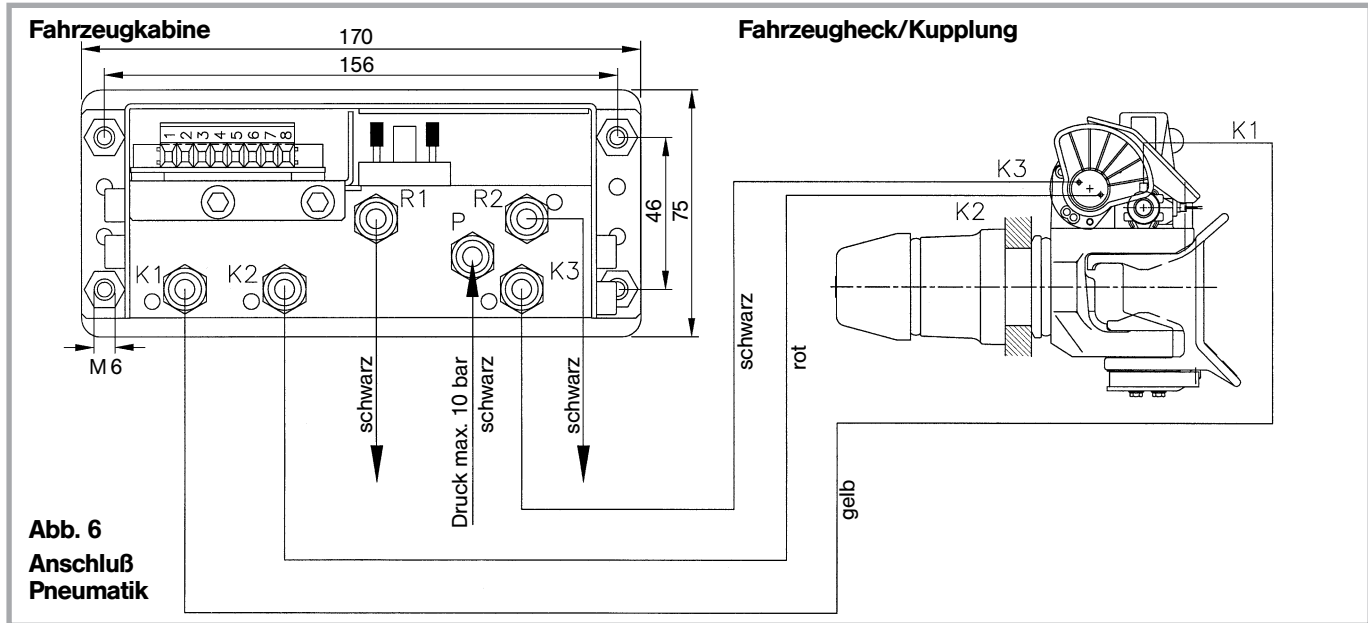 Fahrzeugkabine
Fahrzeugheck/Kupplung
170
156
1 2 3 4 5 6 7 8
R1
R2
P
K1
K2
K3
46
75
M 6
K1
K3
K2
schwarz
Druck max. 10 bar
schwarz
schwarz
schwarz
rot
gelb
Abb. 6
Anschluß
Pneumatik